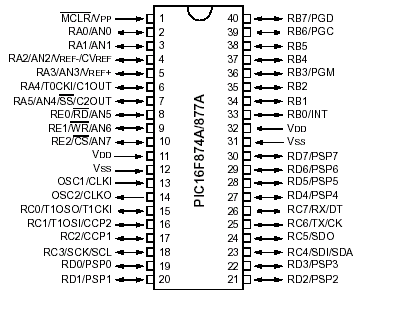 MCLR/VPP 1 40 RB7/PGD
RA0/AN0 2 39 RB6/PGC
RA1/AN1 3 38 RB5
RA2/AN2/VREF-/CVREF 4 37 RB4
RA3/AN3/VREF+ 5 36 RB3/PGM
RA4/T0CKI/C1OUT 6 35 RB2
RA5/AN4/SS/C2OUT 7 34 RB1
RE0/RD/AN5 8 33 RB0/INT
RE1/WR/AN6 9 32 VDD
RE2/CS/AN7 10 31 VSS
VDD 11 30 RD7/PSP7
VSS 12 29 RD6/PSP6
OSC1/CLKI 13 28 RD5/PSP5
OSC2/CLKO 14 27 RD4/PSP4
RC0/T1OSO/T1CKI 15 26 RC7/RX/DT
RC1/T1OSI/CCP2 16 25 RC6/TX/CK
RC2/CCP1 17 24 RC5/SDO
RC3/SCK/SCL 18 23 RC4/SDI/SDA
RD0/PSP0 19 22 RD3/PSP3
RD1/PSP1 20 21 RD2/PSP2
PIC16F874A/877A